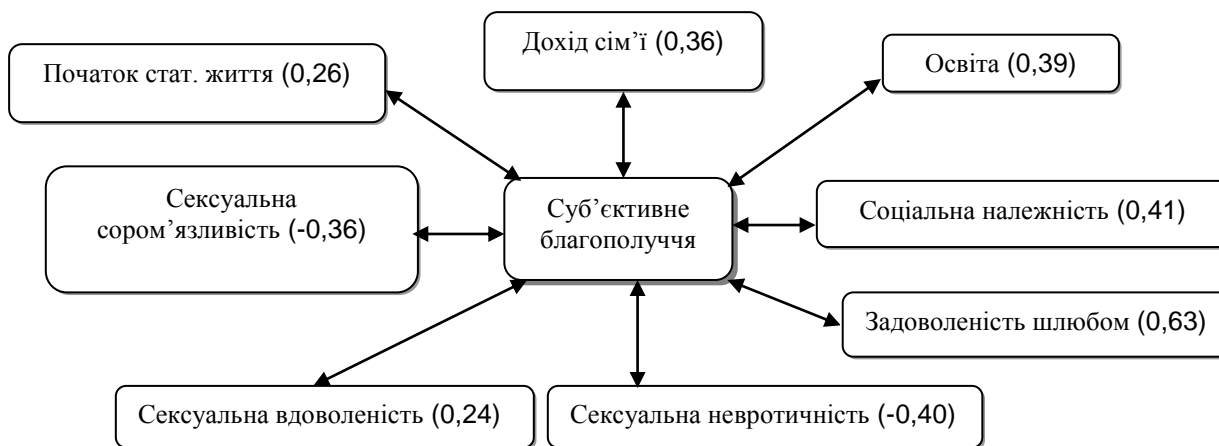 Дохід сім’ї (0,36)
Початок стат. життя (0,26)
Освіта (0,39)
Сексуальна
сором’язливість (-0,36)
Суб’єктивне
благополуччя
Соціальна належність (0,41)
Задоволеність шлюбом (0,63)
Сексуальна вдоволеність (0,24)
Сексуальна невротичність (-0,40)